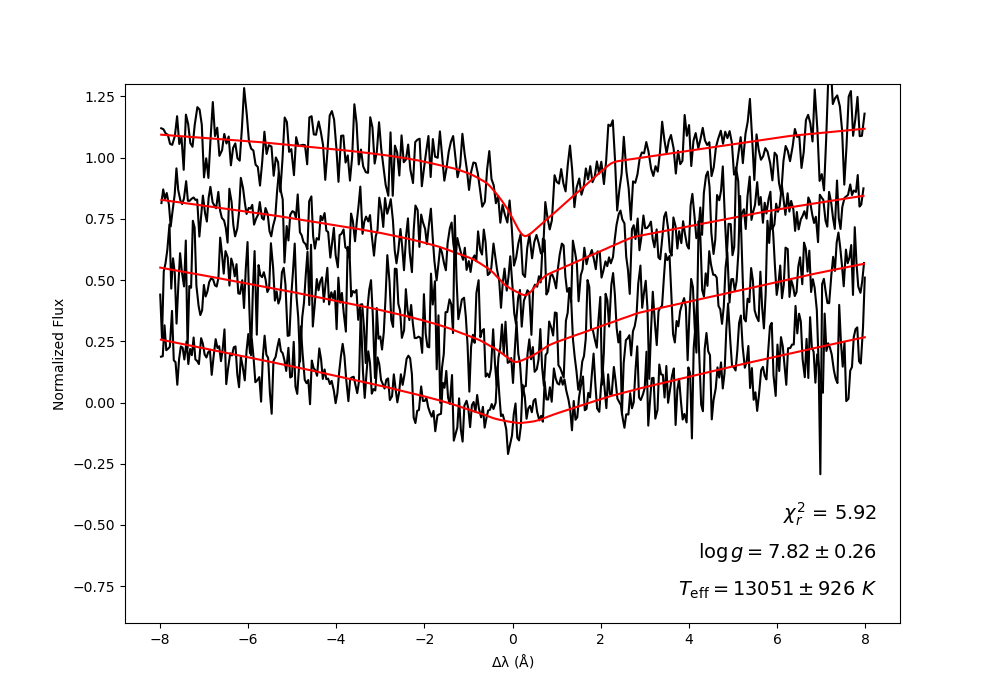 Normalized Flux
1.25
1.00
0.75
0.50
0.25
0.00
−0.25
−0.50
−0.75
χ²ᵣ = 5.92
log g = 7.82 ± 0.26
T_eff = 13051 ± 926 K
−8 −6 −4 −2 0 2 4 6 8
Δλ (Å)